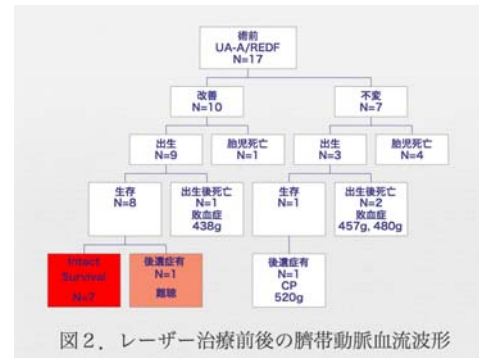 術前
UA-A/REDF
N=17
改善
N=10
不変
N=7
出生
N=9
胎児死亡
N=1
出生
N=3
胎児死亡
N=4
生存
N=8
出生後死亡
N=1
敗血症
438g
生存
N=1
出生後死亡
N=2
敗血症
457g, 480g
Intact
Survival
N=7
後遺症有
N=1
難聴
後遺症有
N=1
CP
520g
図2. レーザー治療前後の臍帯動脈血流波形